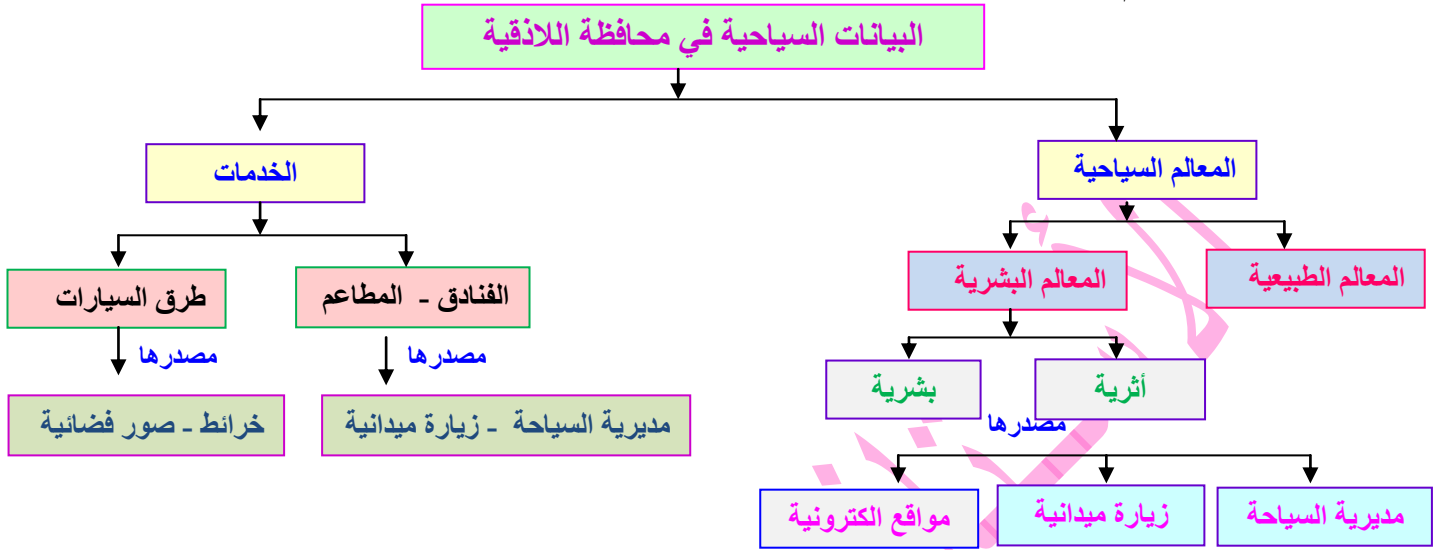 البيانات السياحية في محافظة اللاذقية
المعالم السياحية
الخدمات
المعالم الطبيعية
المعالم البشرية
الفنادق - المطاعم
طرق السيارات
مصدرها
مصدرها
أثرية
بشرية
مديرية السياحة - زيارة ميدانية
خرائط - صور فضائية
مصدرها
مديرية السياحة
زيارة ميدانية
مواقع الكترونية